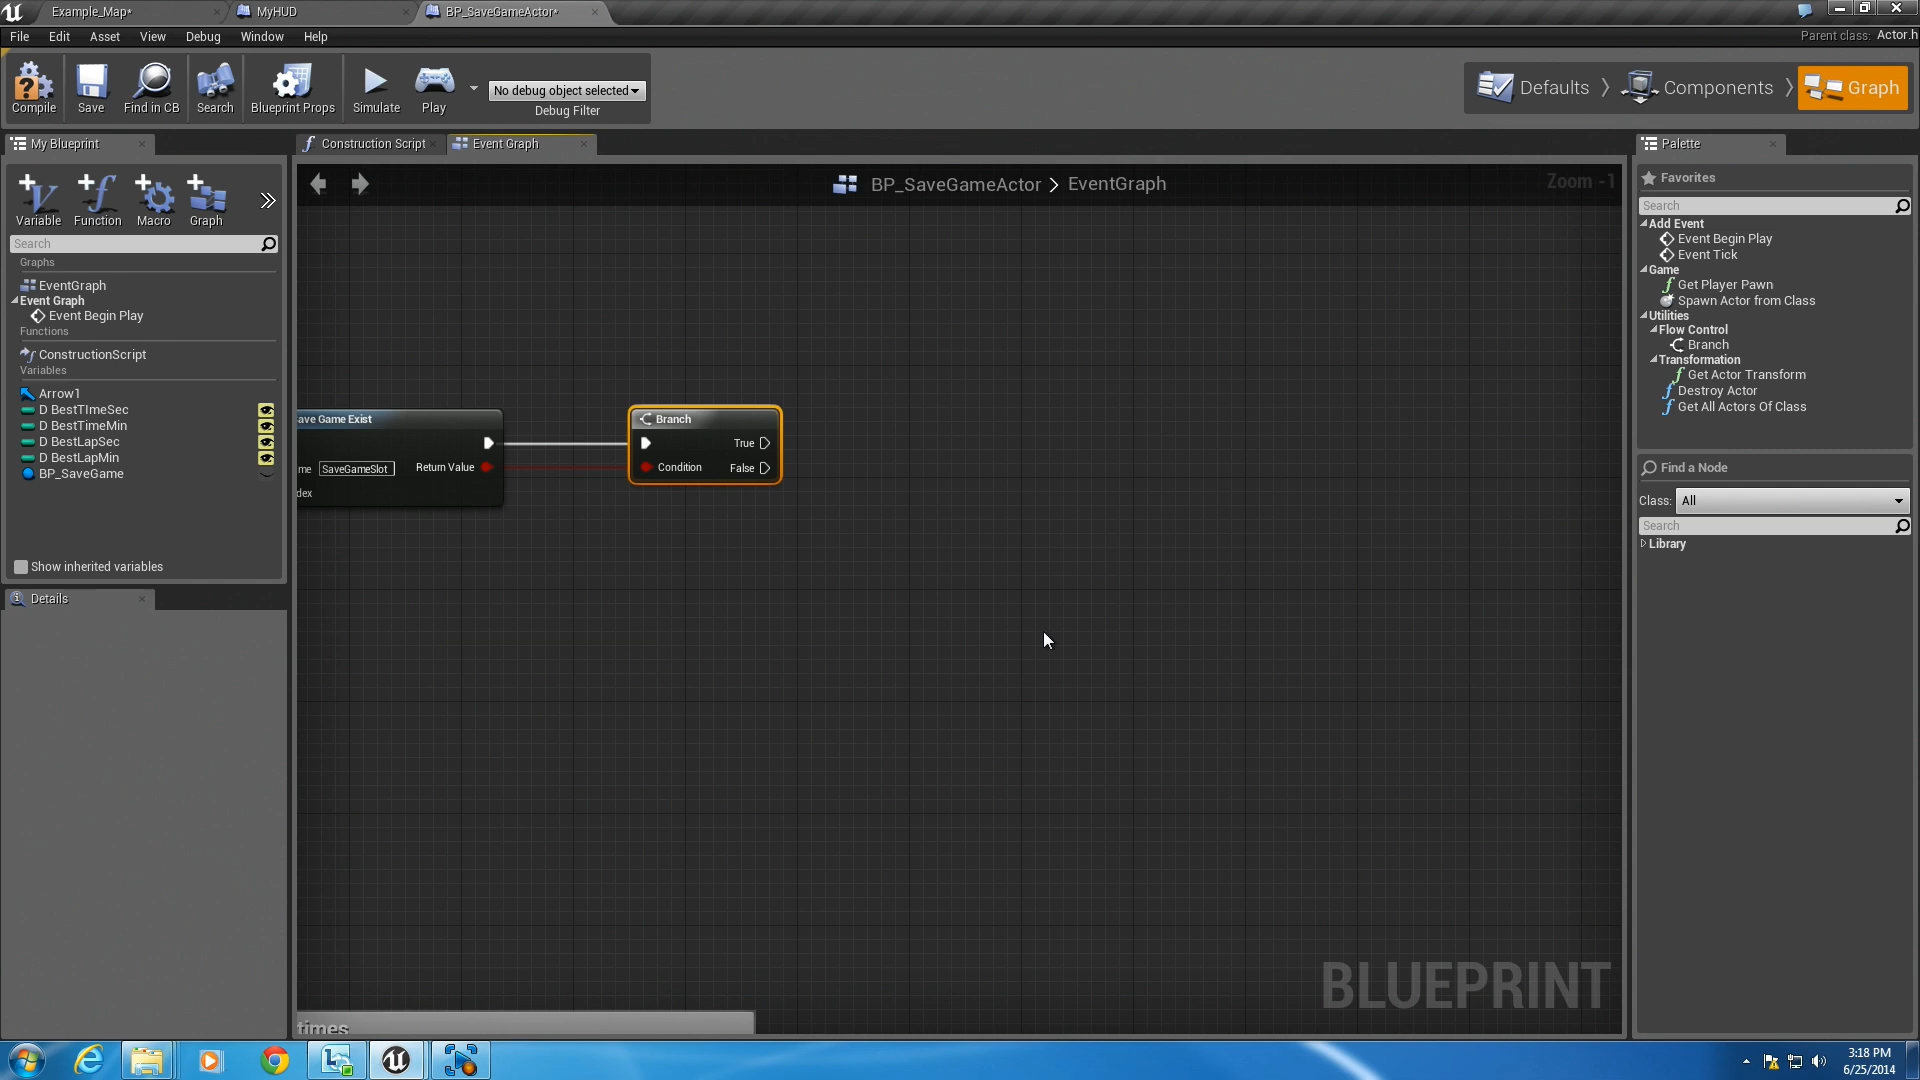 Example_Map*
MyHUD
BP_SaveGameActor*
File Edit Asset View Debug Window Help
Parent class: Actor.h
Compile
Save
Find in CB
Search
Blueprint Props
Simulate
Play
No debug object selected
Debug Filter
Defaults
Components
Graph
My Blueprint
Construction Script
Event Graph
Palette
Variable
Function
Macro
Graph
Search
Graphs
EventGraph
Event Graph
Event Begin Play
Functions
ConstructionScript
Variables
Arrow1
D BestTImeSec
D BestTimeMin
D BestLapSec
D BestLapMin
BP_SaveGame
Show inherited variables
Details
BP_SaveGameActor > EventGraph
Zoom -1
ave Game Exist
ame SaveGameSlot
Return Value
dex
Branch
True
Condition
False
times
BLUEPRINT
Favorites
Search
Add Event
Event Begin Play
Event Tick
Game
Get Player Pawn
Spawn Actor from Class
Utilities
Flow Control
Branch
Transformation
Get Actor Transform
Destroy Actor
Get All Actors Of Class
Find a Node
Class: All
Search
Library
3:18 PM
6/25/2014